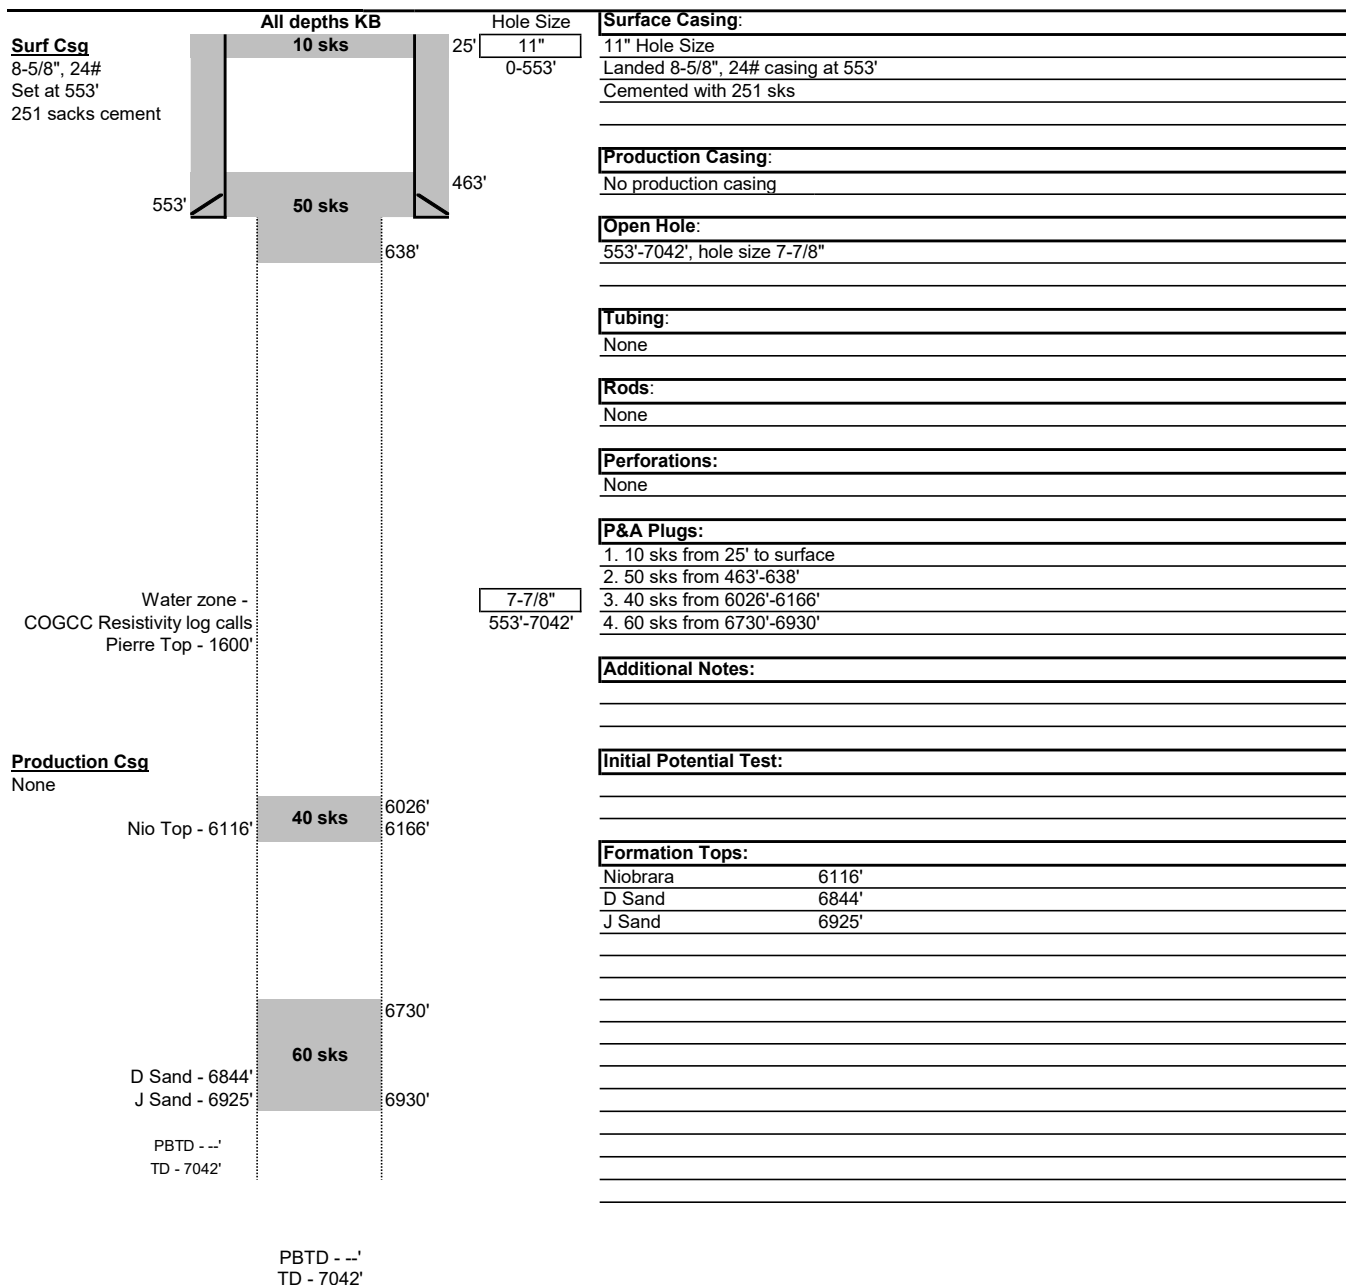 All depths KB
Hole Size
Surf Csg
8-5/8", 24#
Set at 553'
251 sacks cement
10 sks
25'
11"
0-553'
463'
553'
50 sks
638'
Water zone -
COGCC Resistivity log calls
Pierre Top - 1600'
7-7/8"
553'-7042'
Production Csg
None
6026'
40 sks
Nio Top - 6116'
6166'
6730'
60 sks
D Sand - 6844'
J Sand - 6925'
6930'
PBTD - --'
TD - 7042'
PBTD - --'
TD - 7042'
Surface Casing:
11" Hole Size
Landed 8-5/8", 24# casing at 553'
Cemented with 251 sks
Production Casing:
No production casing
Open Hole:
553'-7042', hole size 7-7/8"
Tubing:
None
Rods:
None
Perforations:
None
P&A Plugs:
1. 10 sks from 25' to surface
2. 50 sks from 463'-638'
3. 40 sks from 6026'-6166'
4. 60 sks from 6730'-6930'
Additional Notes:
Initial Potential Test:
Formation Tops:
Niobrara 6116'
D Sand 6844'
J Sand 6925'